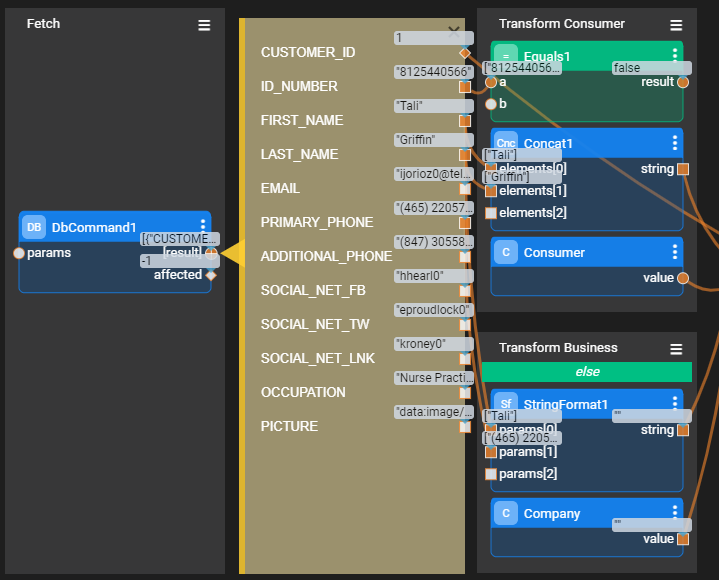 Fetch
DB DbCommand1
[{"CUSTOME...
params
[result]
-1
affected
1
CUSTOMER_ID
"8125440566"
ID_NUMBER
"Tali"
FIRST_NAME
"Griffin"
LAST_NAME
"ijorioz0@tel...
EMAIL
"(465) 22057...
PRIMARY_PHONE
"(847) 30558...
ADDITIONAL_PHONE
"hhearl0"
SOCIAL_NET_FB
"eproudlock0"
SOCIAL_NET_TW
"kroney0"
SOCIAL_NET_LNK
"Nurse Practi...
OCCUPATION
"data:image/...
PICTURE
Transform Consumer
= Equals1
["812544056...
false
a
result
b
Cnc Concat1
["Tali"]
elements[0]
string
["Griffin"]
elements[1]
elements[2]
C Consumer
value
Transform Business
else
Sf StringFormat1
["Tali"]
""
params[0]
string
["(465) 2205...
params[1]
params[2]
C Company
""
value